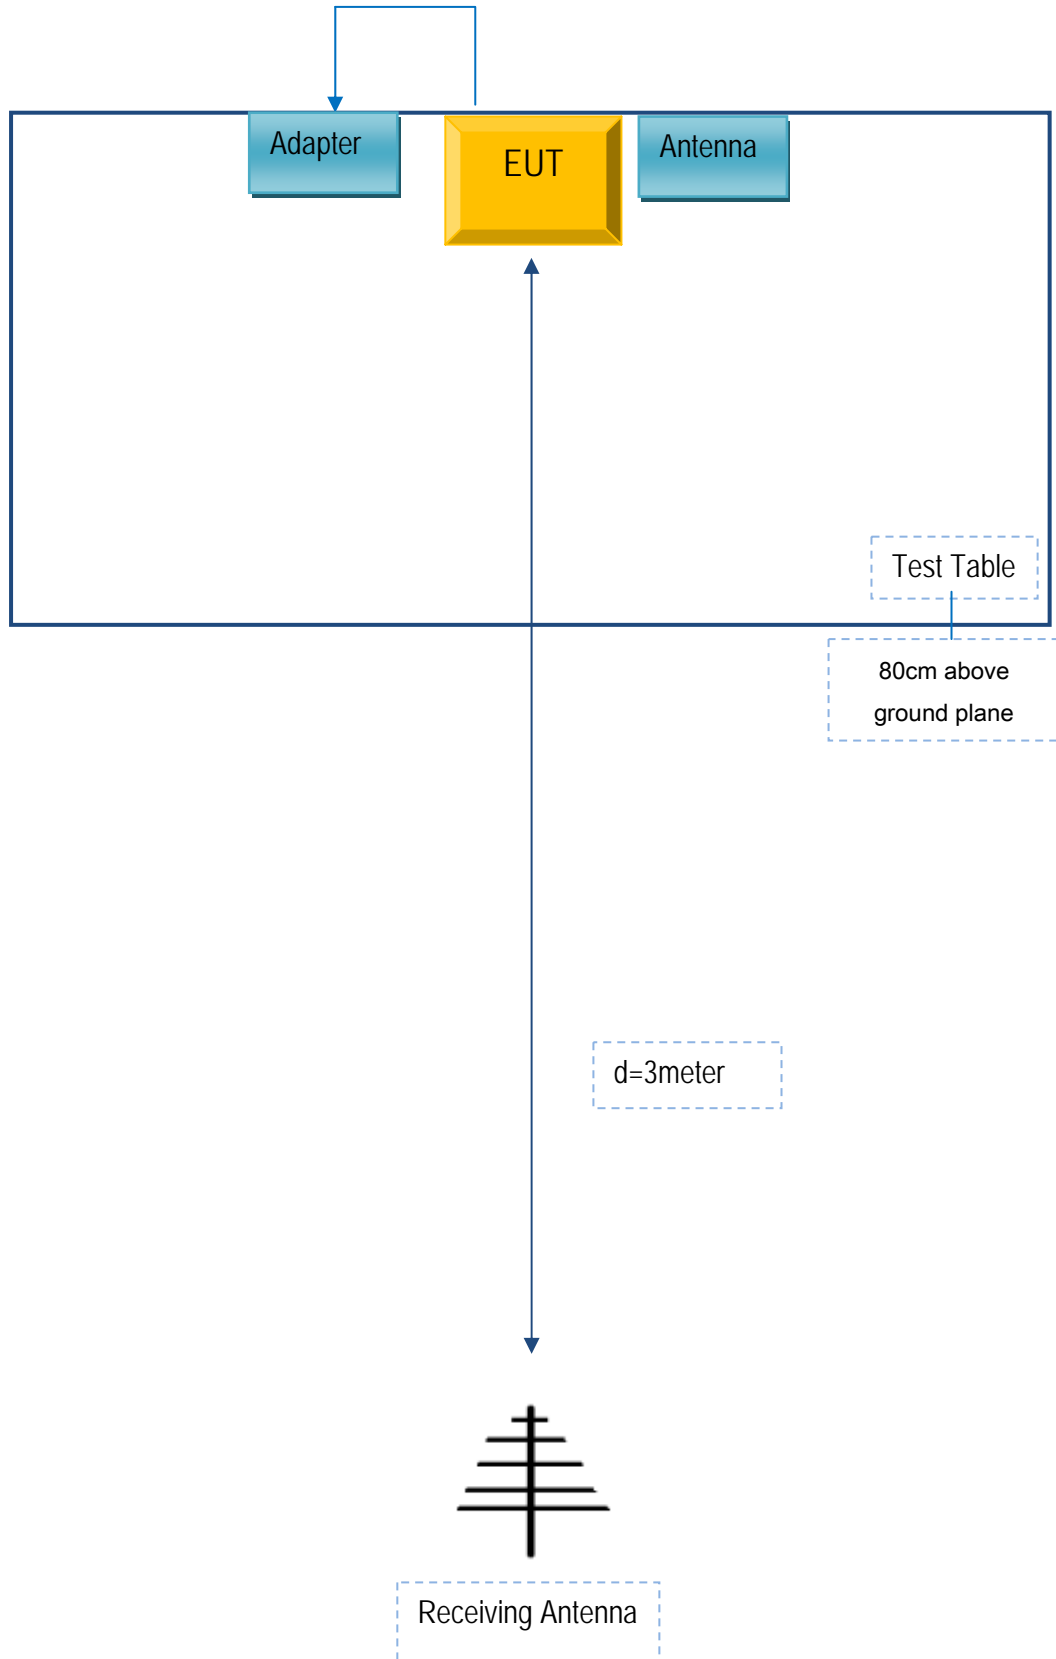 Adapter
EUT
Antenna
Test Table
80cm above
ground plane
d=3meter
Receiving Antenna